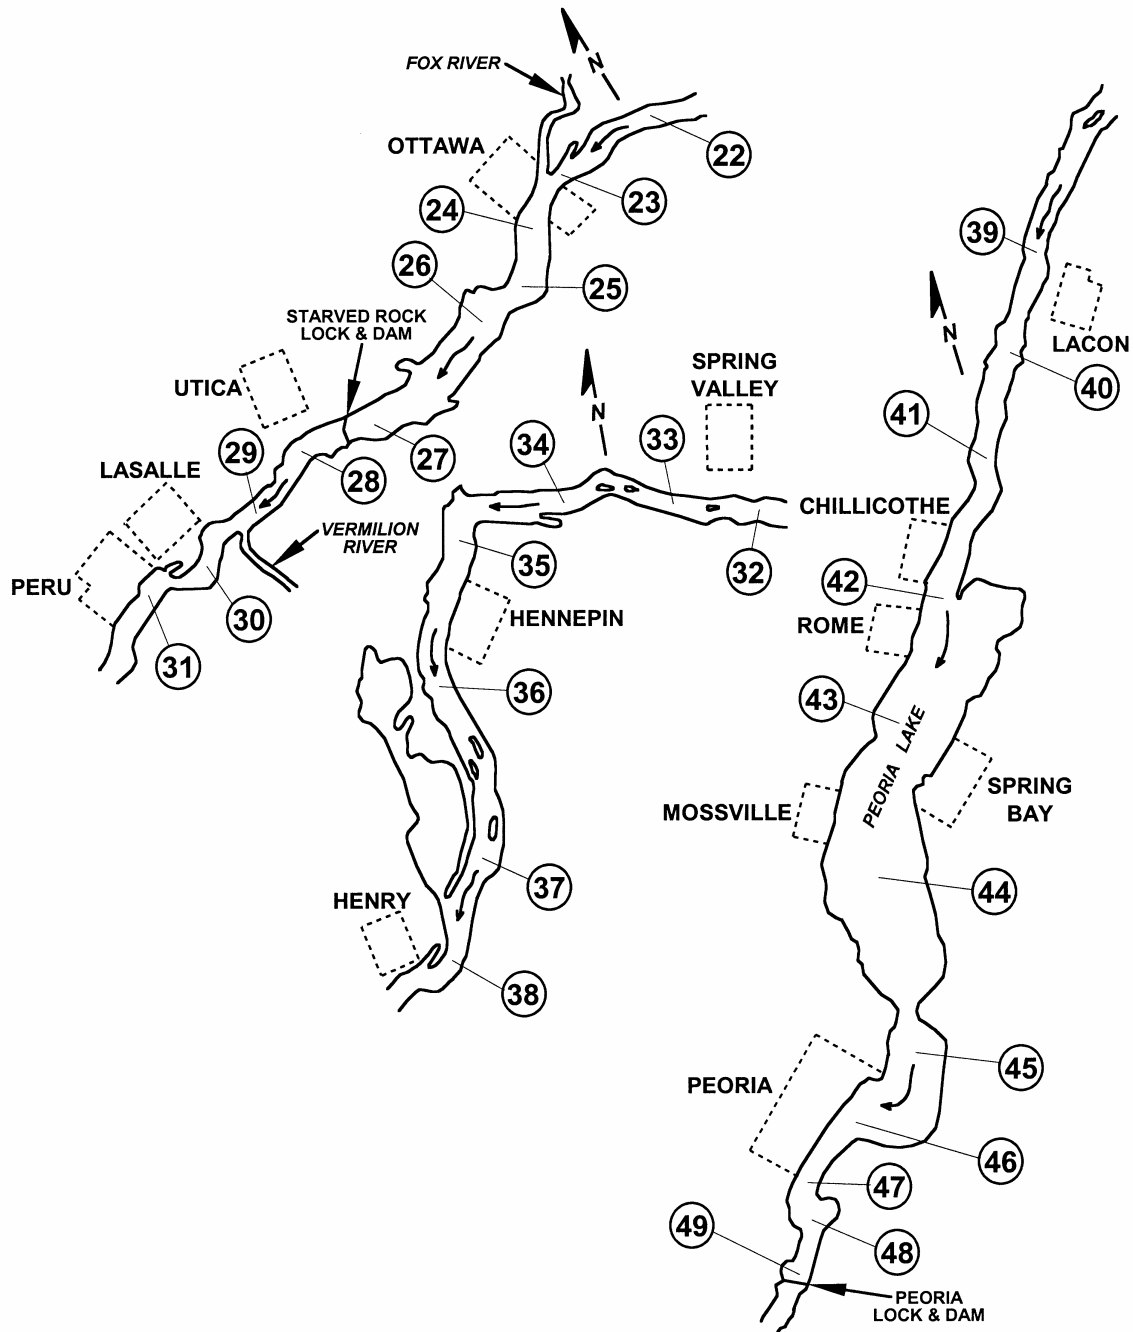 FOX RIVER
N
OTTAWA
22
23
24
26
25
STARVED ROCK
LOCK & DAM
UTICA
29
27
28
LASALLE
VERMILION
RIVER
PERU
30
31
N
SPRING
VALLEY
34
33
32
35
HENNEPIN
36
37
HENRY
38
39
N
LACON
40
41
CHILLICOTHE
42
ROME
43
PEORIA LAKE
MOSSVILLE
SPRING
BAY
44
PEORIA
45
46
47
49
48
PEORIA
LOCK & DAM